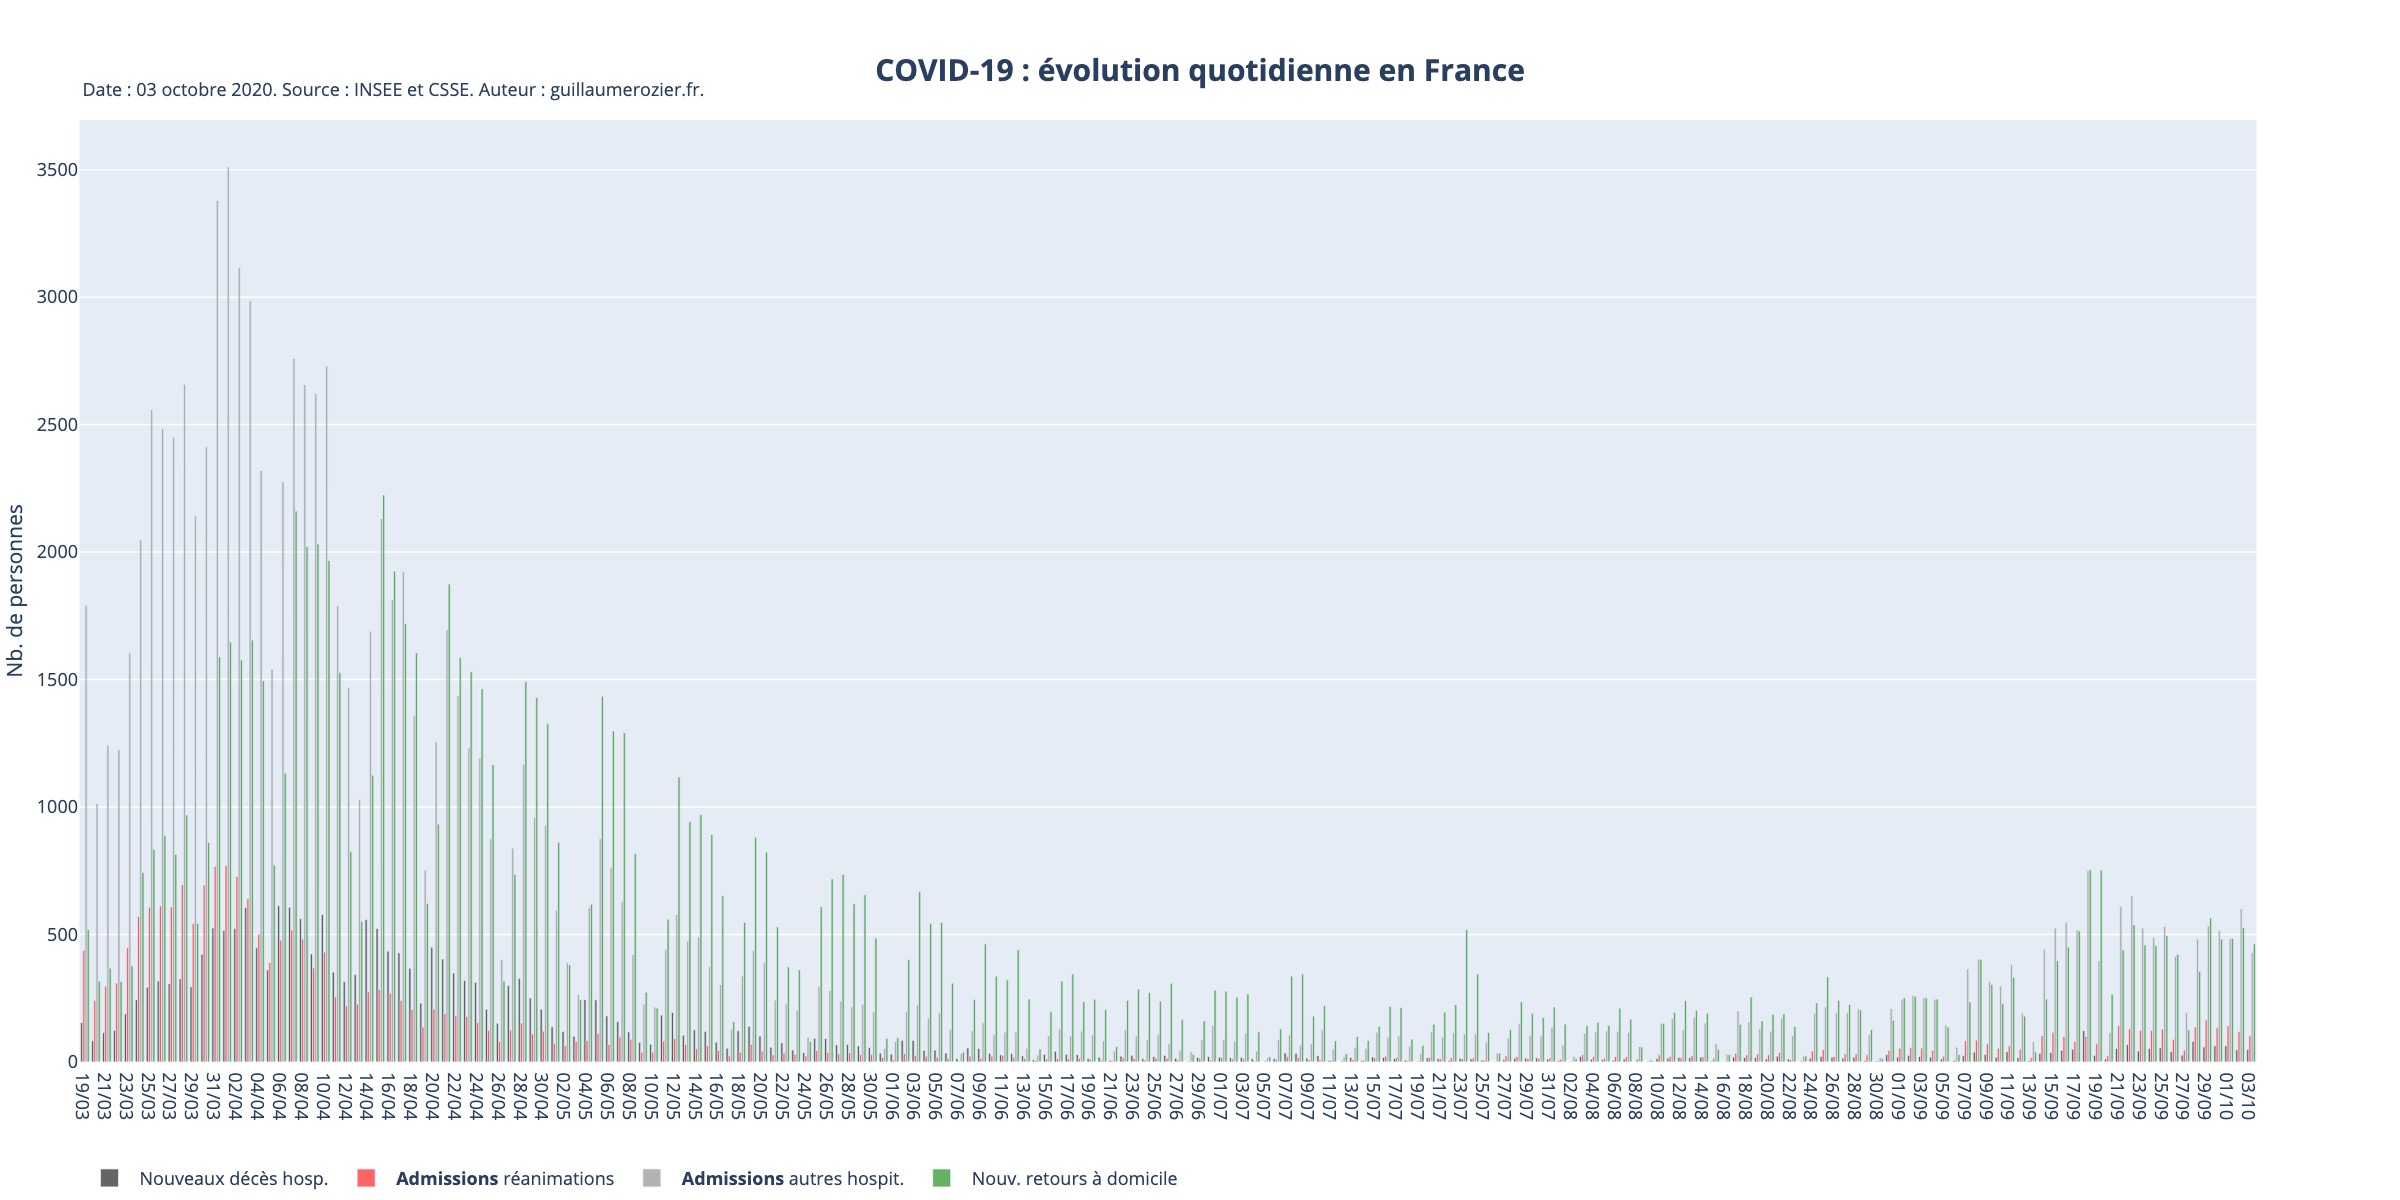 COVID-19 : évolution quotidienne en France
Date : 03 octobre 2020. Source : INSEE et CSSE. Auteur : guillaumerozier.fr.
Nb. de personnes
3500
3000
2500
2000
1500
1000
500
0
19/03 21/03 23/03 25/03 27/03 29/03 31/03 02/04 04/04 06/04 08/04 10/04 12/04 14/04 16/04 18/04 20/04 22/04 24/04 26/04 28/04 30/04 02/05 04/05 06/05 08/05 10/05 12/05 14/05 16/05 18/05 20/05 22/05 24/05 26/05 28/05 30/05 01/06 03/06 05/06 07/06 09/06 11/06 13/06 15/06 17/06 19/06 21/06 23/06 25/06 27/06 29/06 01/07 03/07 05/07 07/07 09/07 11/07 13/07 15/07 17/07 19/07 21/07 23/07 25/07 27/07 29/07 31/07 02/08 04/08 06/08 08/08 10/08 12/08 14/08 16/08 18/08 20/08 22/08 24/08 26/08 28/08 30/08 01/09 03/09 05/09 07/09 09/09 11/09 13/09 15/09 17/09 19/09 21/09 23/09 25/09 27/09 29/09 01/10 03/10
Nouveaux décès hosp. Admissions réanimations Admissions autres hospit. Nouv. retours à domicile